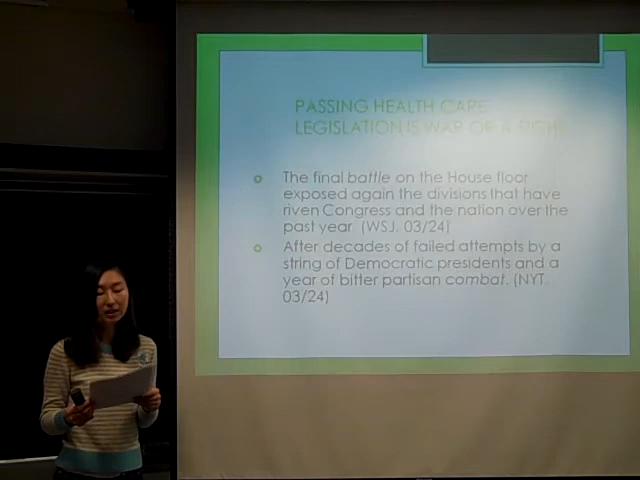 PASSING HEALTH CARE
LEGISLATION IS WAR OR A FIGHT
The final battle on the House floor
exposed again the divisions that have
riven Congress and the nation over the
past year (WSJ. 03/24)
After decades of failed attempts by a
string of Democratic presidents and a
year of bitter partisan combat. (NYT.
03/24)